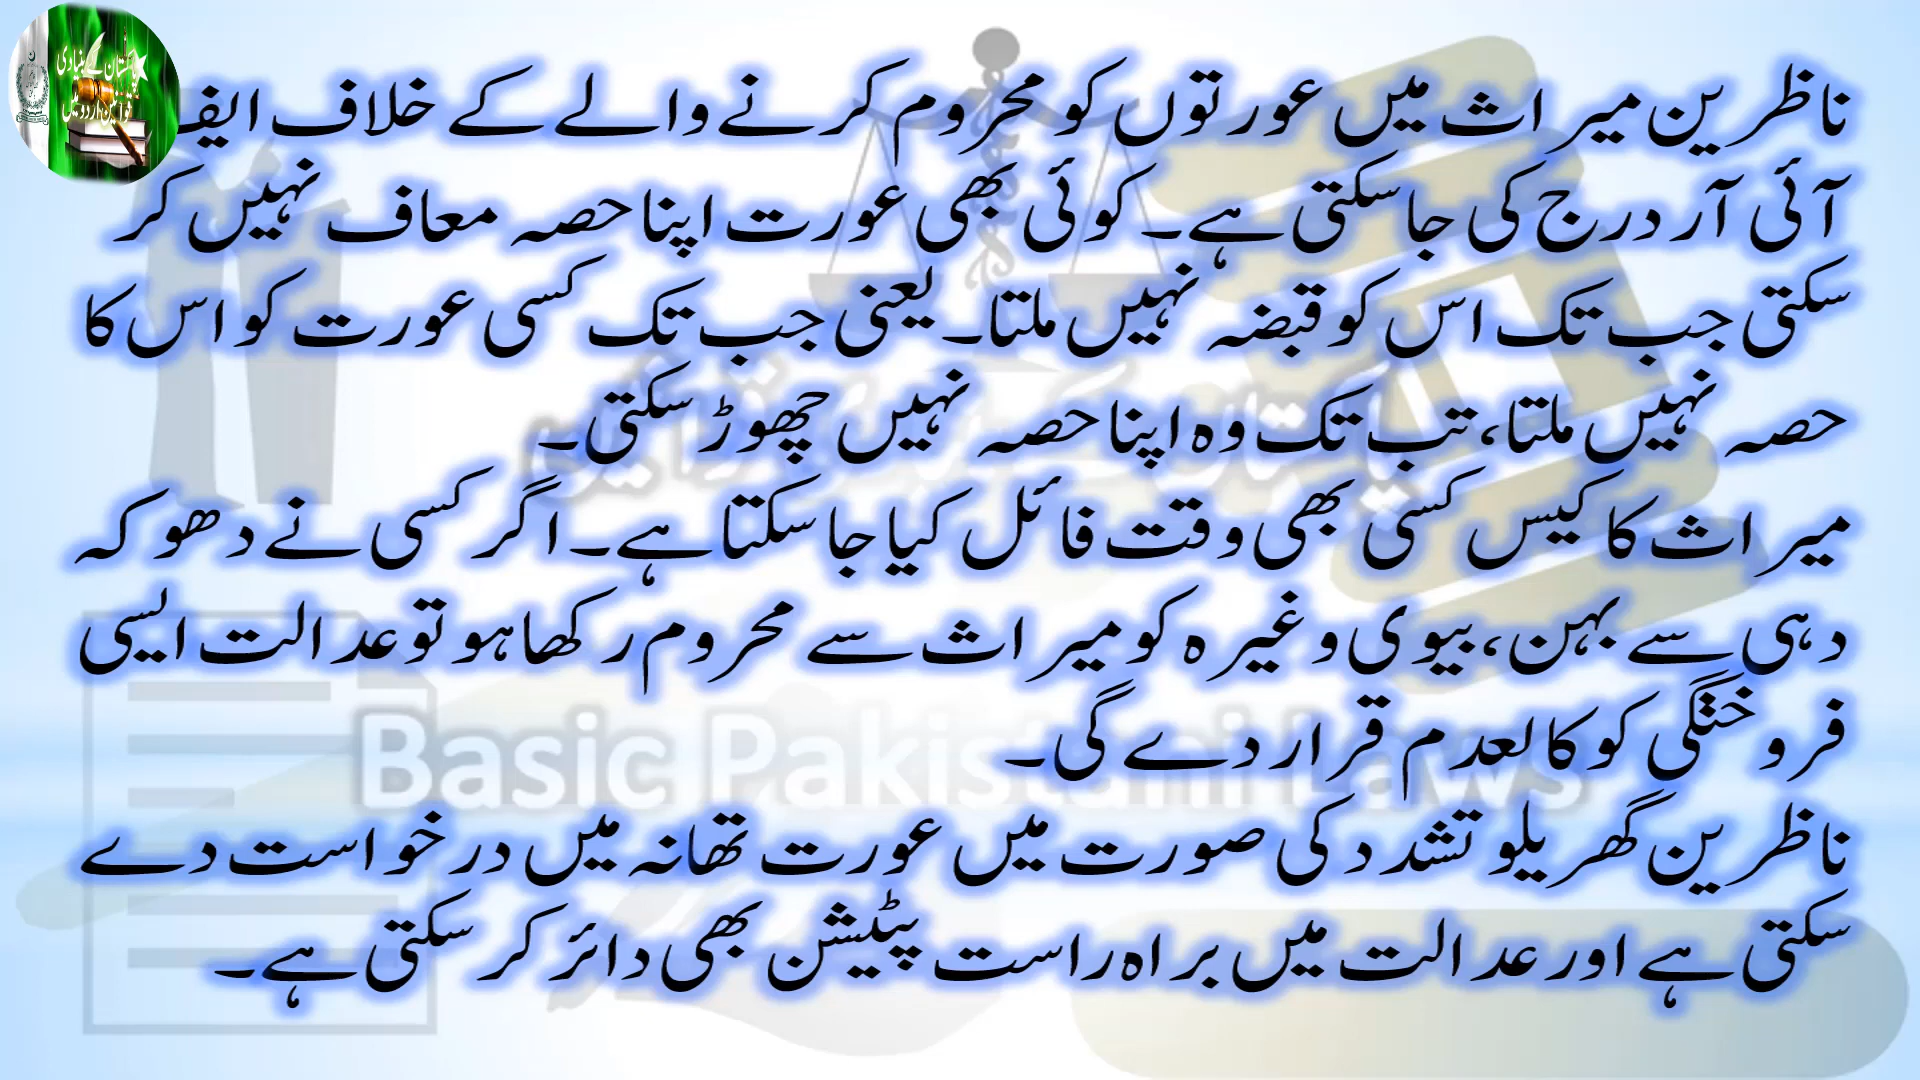 پاکستان کے بنیادی
قوانین اردو میں
ناظرین میراث میں عورتوں کو محروم کرنے والے کے خلاف ایف
آئی آر درج کی جا سکتی ہے۔ کوئی بھی عورت اپنا حصہ معاف نہیں کر
سکتی جب تک اس کو قبضہ نہیں ملتا۔ یعنی جب تک کسی عورت کو اس کا
حصہ نہیں ملتا، تب تک وہ اپنا حصہ نہیں چھوڑ سکتی۔
میراث کا کیس کسی بھی وقت فائل کیا جا سکتا ہے۔ اگر کسی نے دھوکہ
دہی سے بہن، بیوی وغیرہ کو میراث سے محروم رکھا ہو تو عدالت ایسی
فروختگی کو کالعدم قرار دے گی۔
Basic Pakistani Laws
ناظرین گھریلو تشدد کی صورت میں عورت تھانہ میں درخواست دے
سکتی ہے اور عدالت میں براہ راست پٹیشن بھی دائر کر سکتی ہے۔